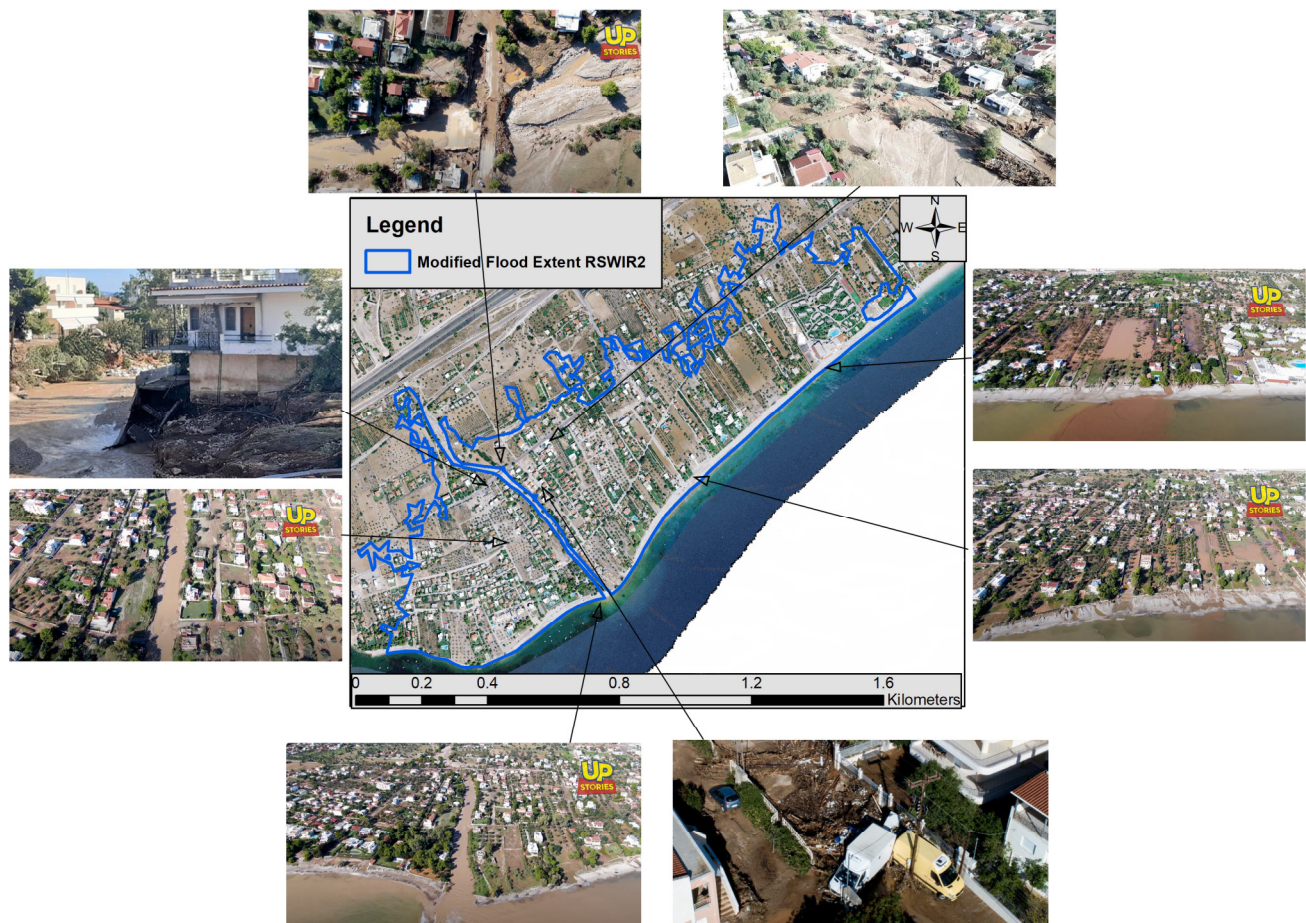 UP
STORIES
Legend
Modified Flood Extent RSWIR2
N
W E
S
UP
STORIES
UP
STORIES
UP
STORIES
0 0.2 0.4 0.8 1.2 1.6
Kilometers
UP
STORIES